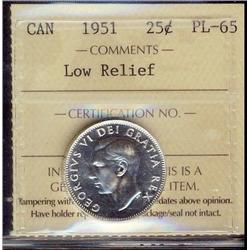 CAN 1951 25¢ PL-65
COMMENTS
Low Relief
CERTIFICATION NO.
GEORGIVS VI DEI GRATIA REX
IN IS IS A
GE ITEM.
Tampering with dates above opinion.
Have holder package/seal not intact.